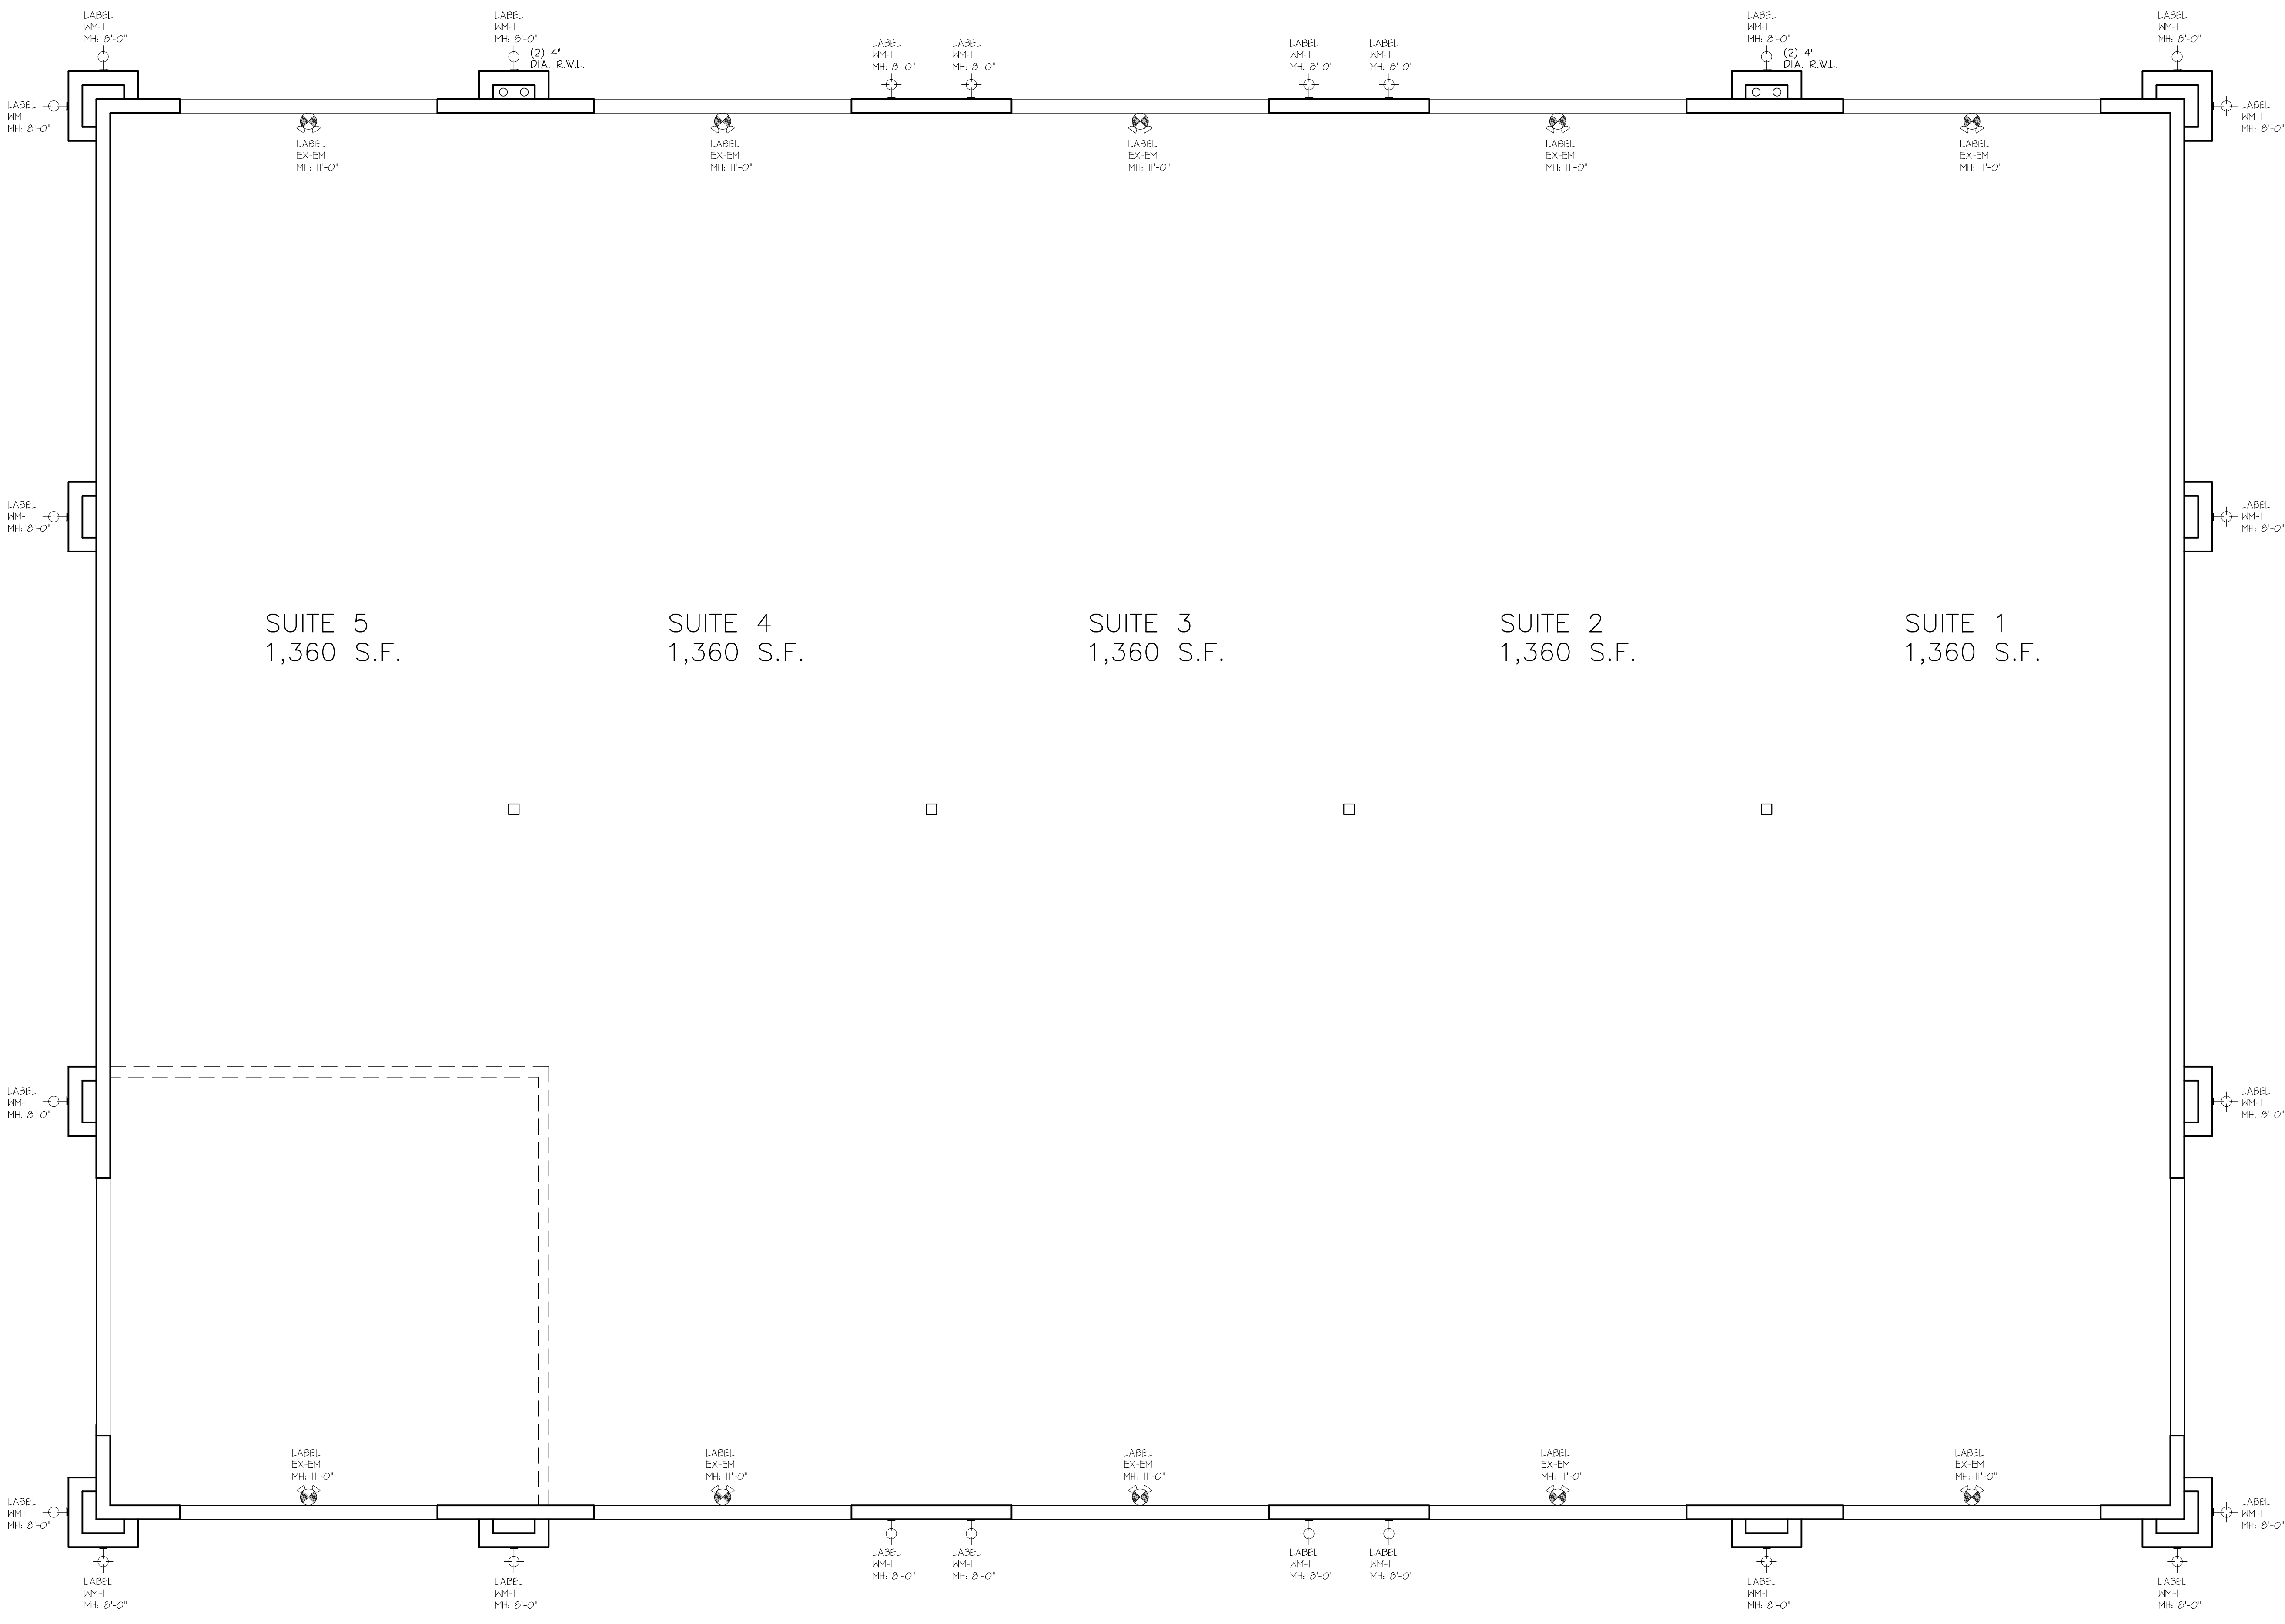 LABEL
WM-1
MH: 8'-0"
LABEL
WM-1
MH: 8'-0"
(2) 4"
DIA. R.W.L.
LABEL
WM-1
MH: 8'-0"
LABEL
WM-1
MH: 8'-0"
LABEL
WM-1
MH: 8'-0"
LABEL
WM-1
MH: 8'-0"
LABEL
WM-1
MH: 8'-0"
(2) 4"
DIA. R.W.L.
LABEL
WM-1
MH: 8'-0"
LABEL
WM-1
MH: 8'-0"
LABEL
WM-1
MH: 8'-0"
LABEL
EX-EM
MH: 11'-0"
LABEL
EX-EM
MH: 11'-0"
LABEL
EX-EM
MH: 11'-0"
LABEL
EX-EM
MH: 11'-0"
LABEL
EX-EM
MH: 11'-0"
LABEL
WM-1
MH: 8'-0"
LABEL
WM-1
MH: 8'-0"
SUITE 5
1,360 S.F.
SUITE 4
1,360 S.F.
SUITE 3
1,360 S.F.
SUITE 2
1,360 S.F.
SUITE 1
1,360 S.F.
LABEL
WM-1
MH: 8'-0"
LABEL
WM-1
MH: 8'-0"
LABEL
EX-EM
MH: 11'-0"
LABEL
EX-EM
MH: 11'-0"
LABEL
EX-EM
MH: 11'-0"
LABEL
EX-EM
MH: 11'-0"
LABEL
EX-EM
MH: 11'-0"
LABEL
WM-1
MH: 8'-0"
LABEL
WM-1
MH: 8'-0"
LABEL
WM-1
MH: 8'-0"
LABEL
WM-1
MH: 8'-0"
LABEL
WM-1
MH: 8'-0"
LABEL
WM-1
MH: 8'-0"
LABEL
WM-1
MH: 8'-0"
LABEL
WM-1
MH: 8'-0"
LABEL
WM-1
MH: 8'-0"
LABEL
WM-1
MH: 8'-0"